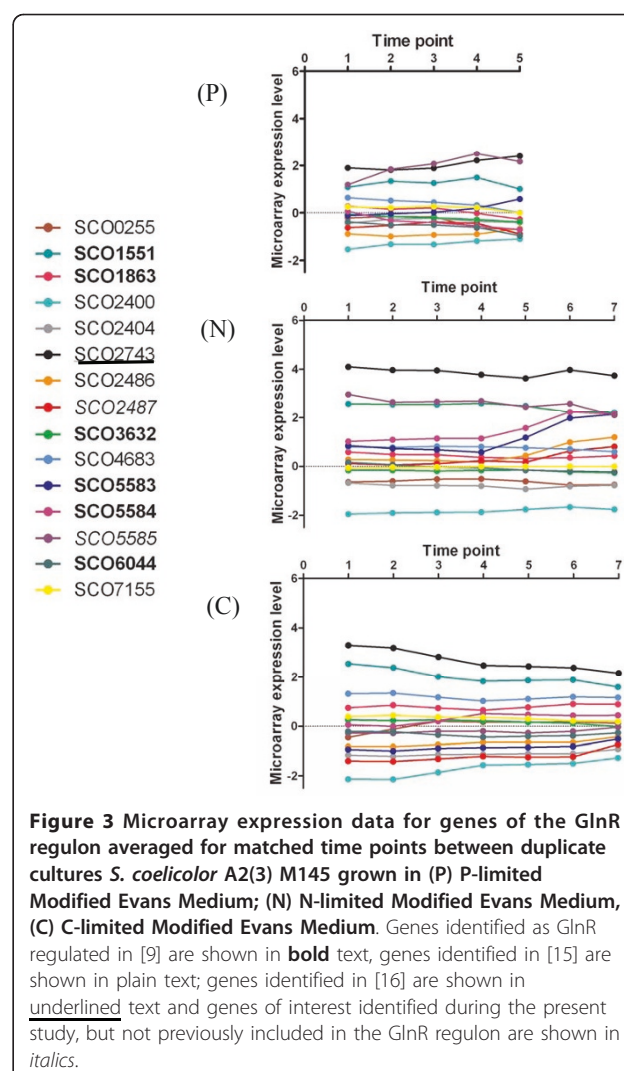 Time point
0 1 2 3 4 5
6
4
2
0
-2
Microarray expression level
(P)
SCO0255
SCO1551
SCO1863
SCO2400
SCO2404
SCO2743
SCO2486
SCO2487
SCO3632
SCO4683
SCO5583
SCO5584
SCO5585
SCO6044
SCO7155
Time point
0 1 2 3 4 5 6 7
6
4
2
0
-2
Microarray expression level
(N)
Time point
0 1 2 3 4 5 6 7
6
4
2
0
-2
Microarray expression level
(C)
Figure 3 Microarray expression data for genes of the GlnR
regulon averaged for matched time points between duplicate
cultures S. coelicolor A2(3) M145 grown in (P) P-limited
Modified Evans Medium; (N) N-limited Modified Evans Medium,
(C) C-limited Modified Evans Medium. Genes identified as GlnR
regulated in [9] are shown in bold text, genes identified in [15] are
shown in plain text; genes identified in [16] are shown in
underlined text and genes of interest identified during the present
study, but not previously included in the GlnR regulon are shown in
italics.